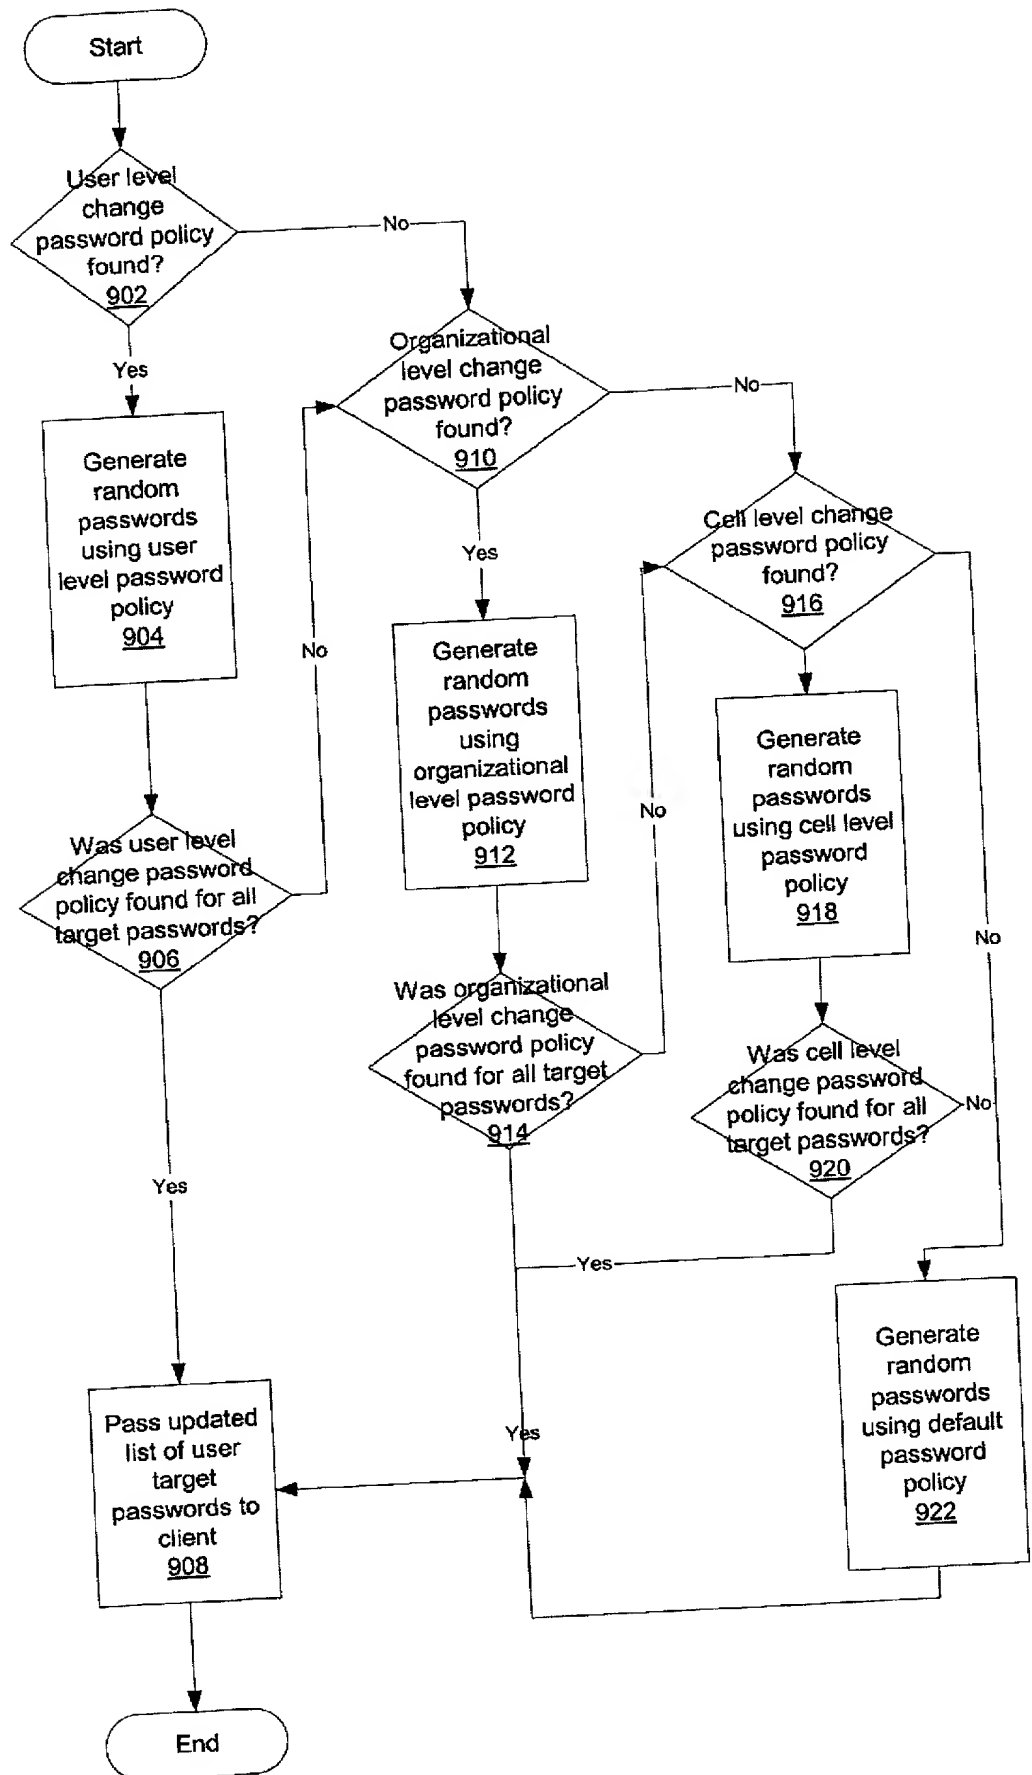 Start
User level
change
password policy
found?
902
No
Yes
Organizational
level change
password policy
found?
910
No
Yes
Generate
random
passwords
using user
level password
policy
904
No
Cell level change
password policy
found?
916
Generate
random
passwords
using
organizational
level password
policy
912
No
Generate
random
passwords
using cell level
password
policy
918
No
Was user level
change password
policy found for all
target passwords?
906
Yes
Was organizational
level change
password policy
found for all target
passwords?
914
Was cell level
change password
policy found for all
target passwords?
920
No
Yes
Yes
Generate
random
passwords
using default
password
policy
922
Pass updated
list of user
target
passwords to
client
908
End